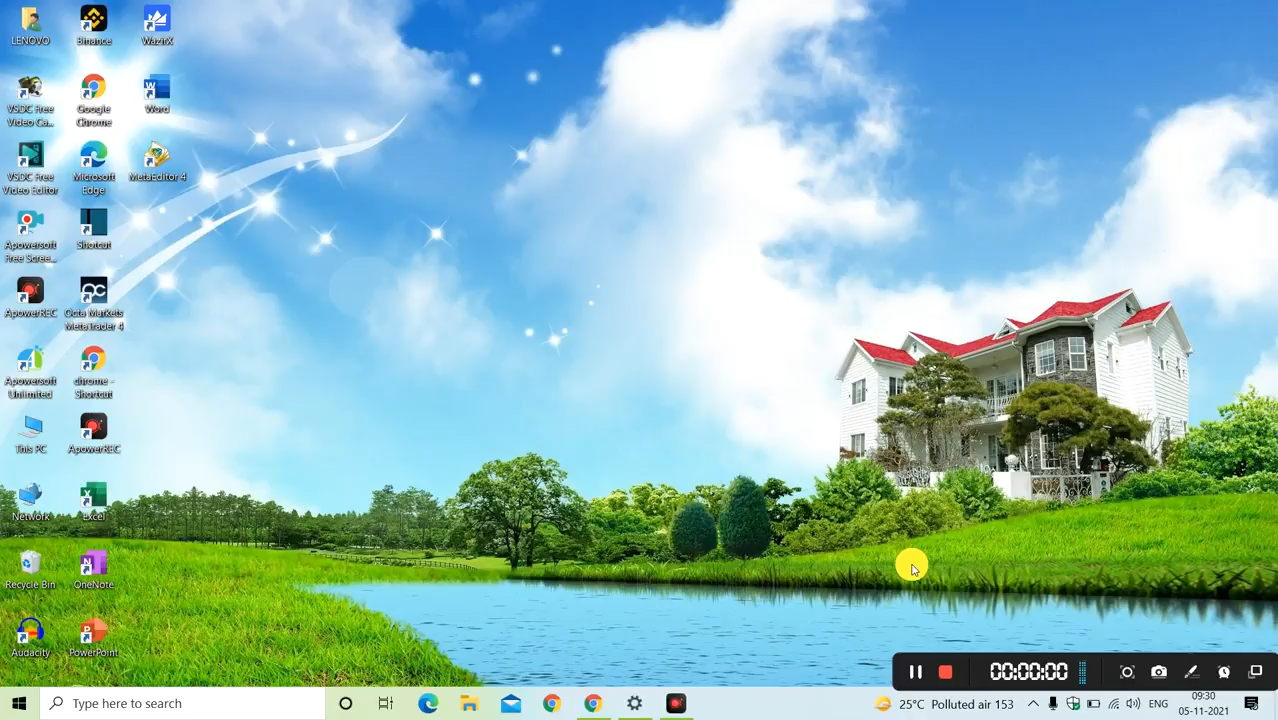 LENOVO
Binance
WazirX
VSDC Free
Video Ca...
Google
Chrome
Word
VSDC Free
Video Editor
Microsoft
Edge
MetaEditor 4
Apowersoft
Free Scree...
Shotcut
ApowerREC
Octa Markets
MetaTrader 4
Apowersoft
Unlimited
chrome -
Shortcut
This PC
ApowerREC
Network
Excel
Recycle Bin
OneNote
Audacity
PowerPoint
00:00:00
Type here to search
25°C Polluted air 153
ENG
09:30
05-11-2021